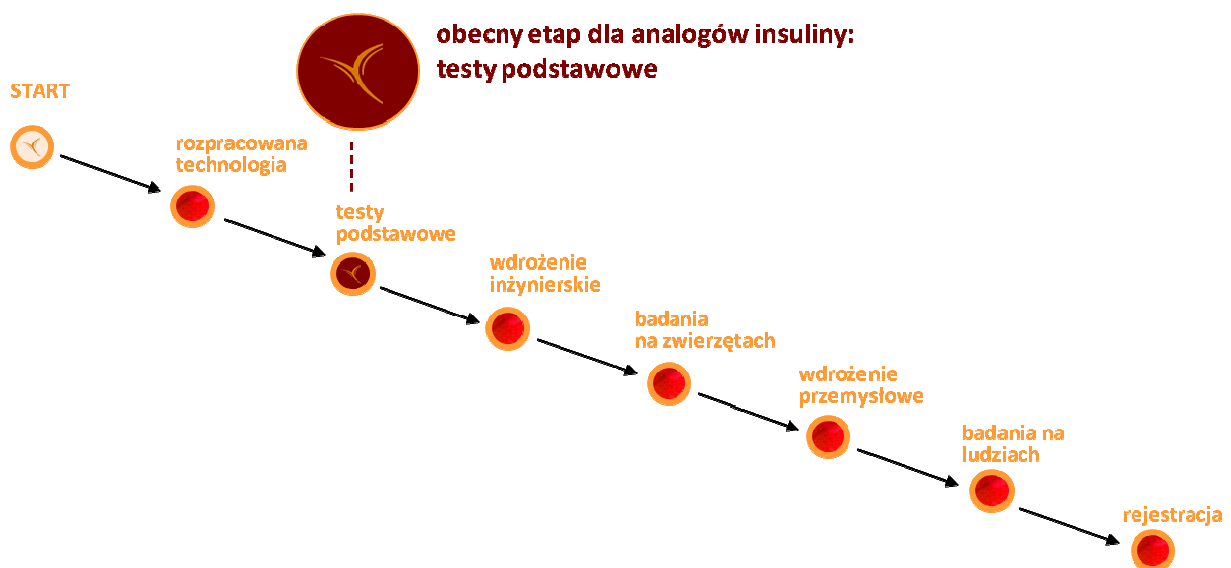 obecny etap dla analogów insuliny:
testy podstawowe
START
rozpracowana
technologia
testy
podstawowe
wdrożenie
inżynierskie
badania
na zwierzętach
wdrożenie
przemysłowe
badania na
ludziach
rejestracja